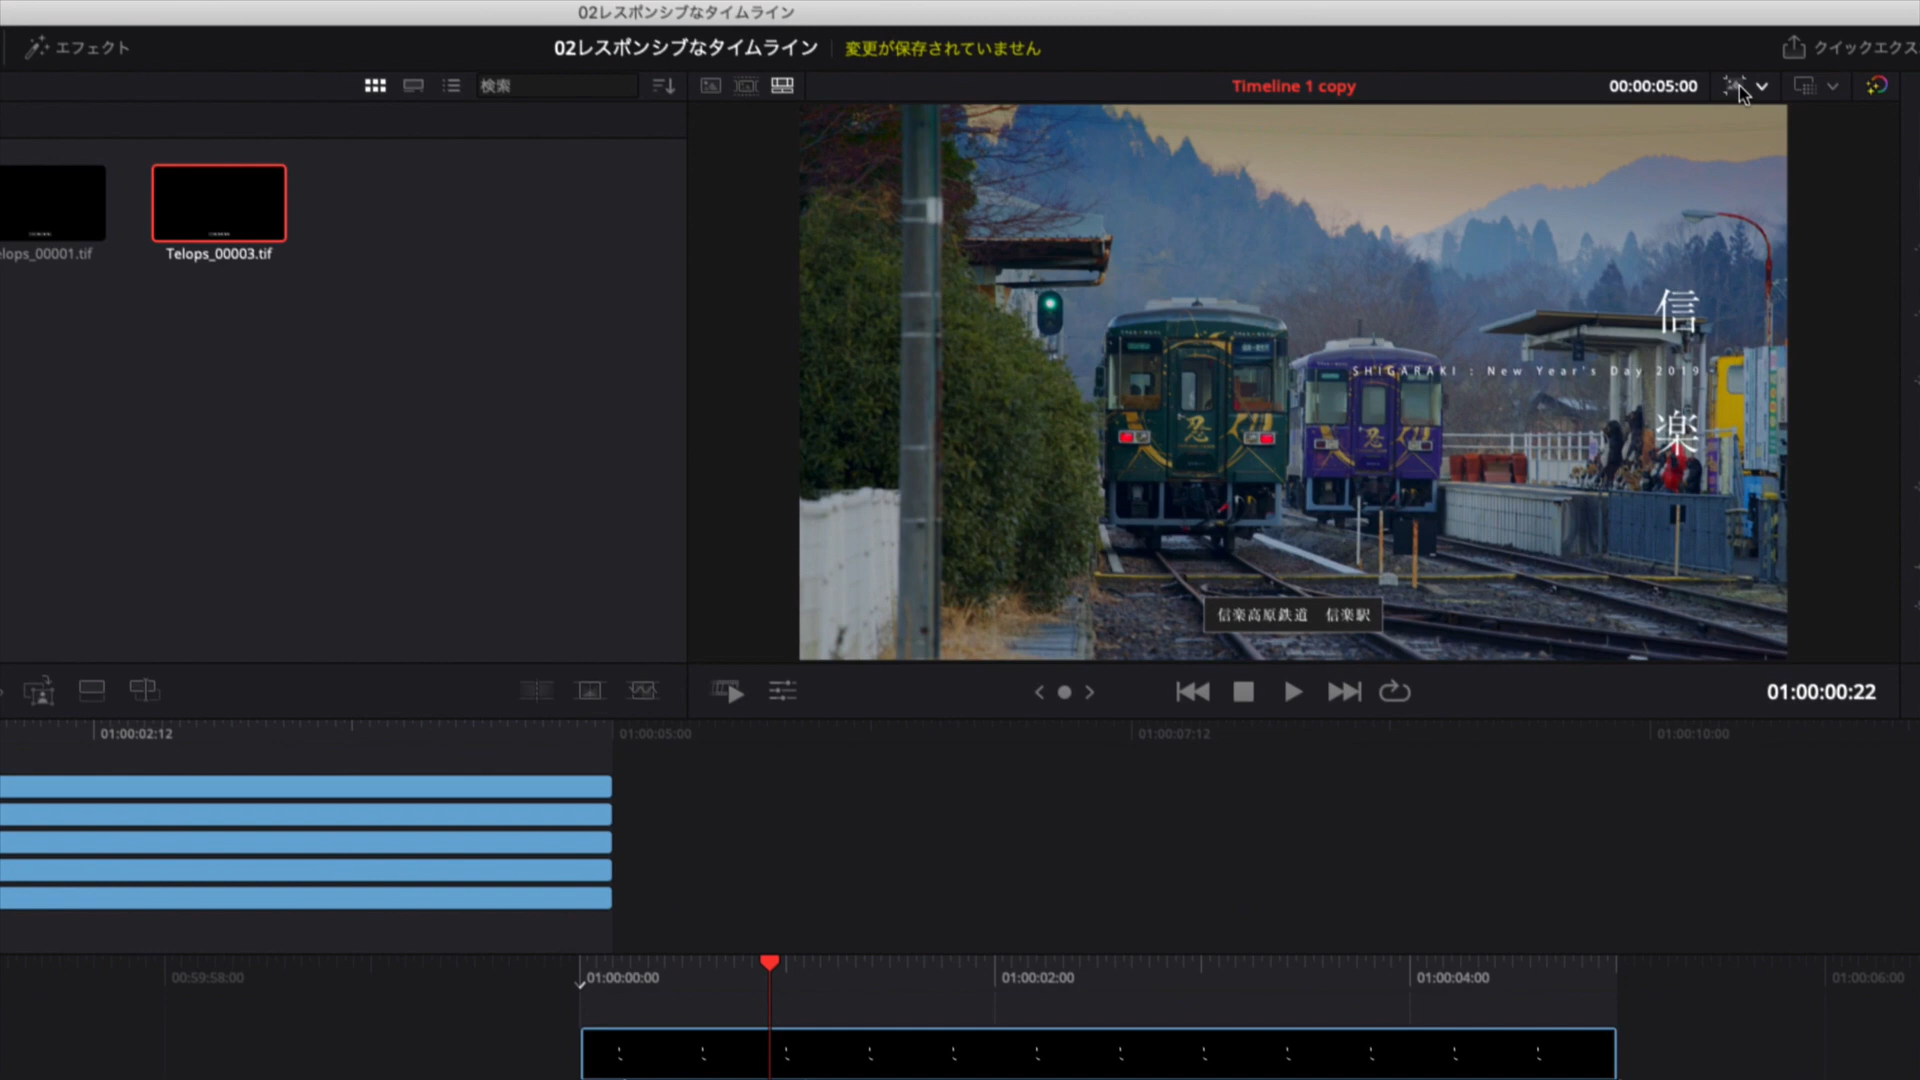 02レスポンシブなタイムライン
エフェクト
02レスポンシブなタイムライン
変更が保存されていません
クイックエクス
検索
Timeline 1 copy
00:00:05:00
elops_00001.tif
Telops_00003.tif
信
SHIGARAKI : New Year's Day 2019-
楽
忍
忍
信楽高原鉄道　信楽駅
01:00:00:22
01:00:02:12
01:00:05:00
01:00:07:12
01:00:10:00
00:59:58:00
01:00:00:00
01:00:02:00
01:00:04:00
01:00:06:00